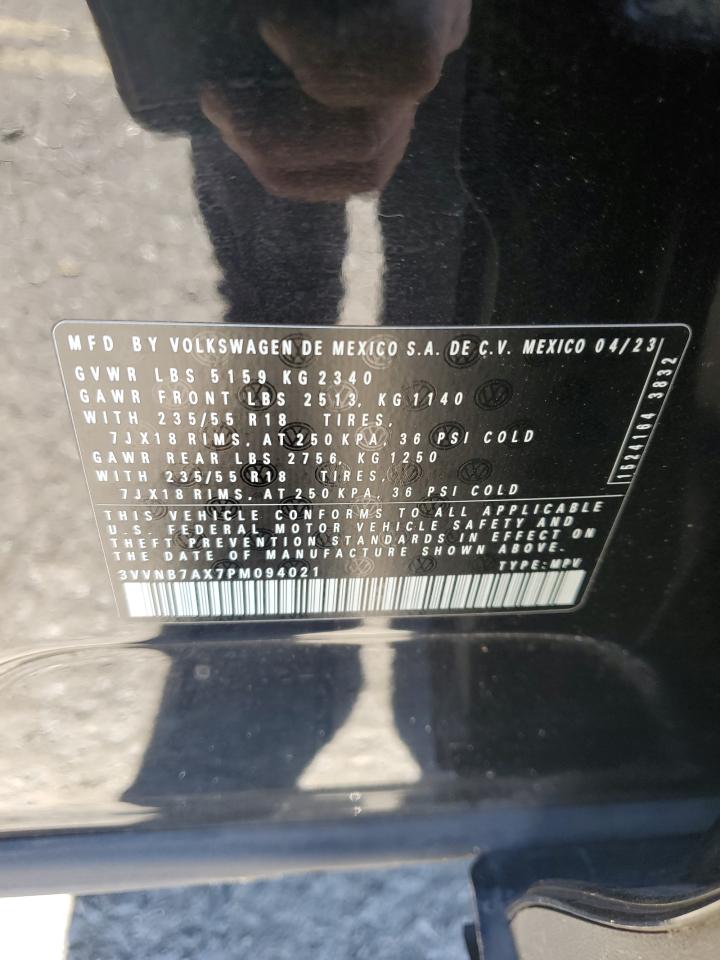 MFD BY VOLKSWAGEN DE MEXICO S.A. DE C.V. MEXICO 04/23
GVWR LBS 5159 KG 2340
GAWR FRONT LBS 2513, KG 1140
WITH 235/55 R18 TIRES,
7JX18 RIMS, AT 250 KPA, 36 PSI COLD
GAWR REAR LBS 2756, KG 1250
WITH 235/55 R18 TIRES,
7JX18 RIMS, AT 250 KPA, 36 PSI COLD
16241164 3832
THIS VEHICLE CONFORMS TO ALL APPLICABLE
U.S. FEDERAL MOTOR VEHICLE SAFETY AND
THEFT PREVENTION STANDARDS IN EFFECT ON
THE DATE OF MANUFACTURE SHOWN ABOVE.
3VVNB7AX7PM094021 TYPE: MPV